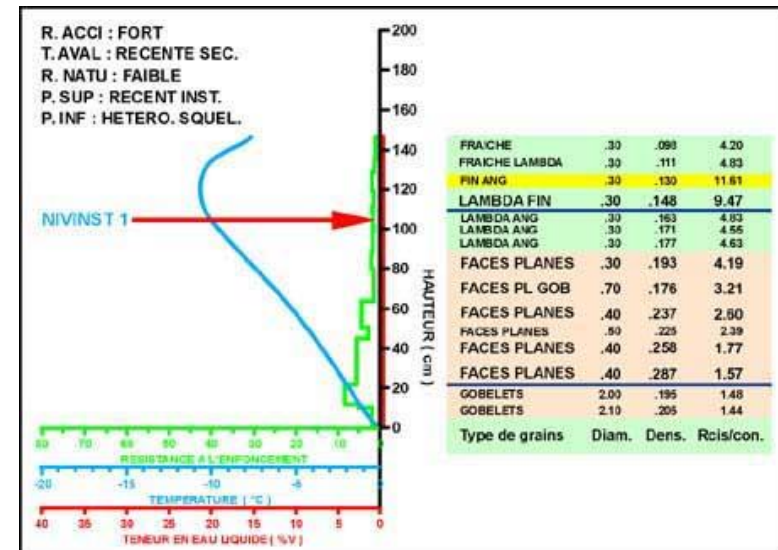 R. ACCI : FORT
T. AVAL : RECENTE SEC.
R. NATU : FAIBLE
P. SUP : RECENT INST.
P. INF : HETERO. SQUEL.
NIVINST 1
200
180
160
140
120
100
80
60
40
20
0
HAUTEUR ( cm )
FRAICHE .30 .098 4.20
FRAICHE LAMBDA .30 .111 4.83
FIN ANG .30 .130 11.61
LAMBDA FIN .30 .148 9.47
LAMBDA ANG .30 .163 4.83
LAMBDA ANG .30 .171 4.55
LAMBDA ANG .30 .177 4.63
FACES PLANES .30 .193 4.19
FACES PL GOB .70 .176 3.21
FACES PLANES .40 .237 2.60
FACES PLANES .50 .225 2.39
FACES PLANES .40 .258 1.77
FACES PLANES .40 .287 1.57
GOBELETS 2.00 .195 1.48
GOBELETS 2.10 .205 1.44
Type de grains Diam. Dens. Rcis/con.
70 60 50 40 30 20 10
RESISTANCE A L'ENFONCEMENT
-20 -15 -10
TEMPERATURE ( °C )
40 35 30 25 20 15 10 5 0
TENEUR EN EAU LIQUIDE ( %V )